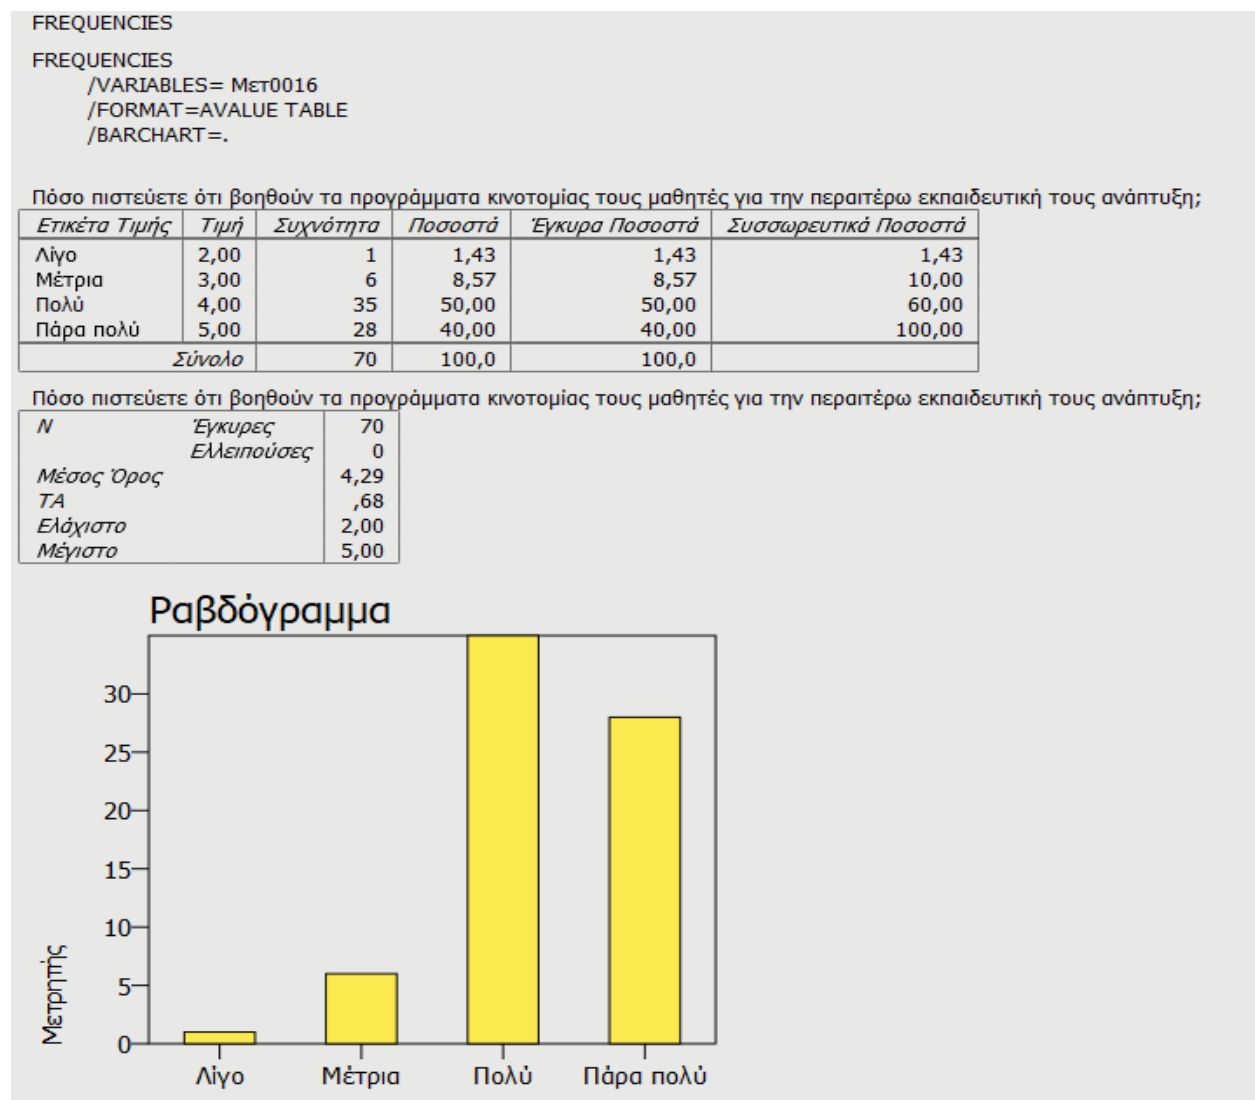 FREQUENCIES
FREQUENCIES
/VARIABLES= Μετ0016
/FORMAT=AVALUE TABLE
/BARCHART=.
Πόσο πιστεύετε ότι βοηθούν τα προγράμματα κινοτομίας τους μαθητές για την περαιτέρω εκπαιδευτική τους ανάπτυξη;
Ετικέτα Τιμής Τιμή Συχνότητα Ποσοστά Έγκυρα Ποσοστά Συσσωρευτικά Ποσοστά
Λίγο 2,00 1 1,43 1,43 1,43
Μέτρια 3,00 6 8,57 8,57 10,00
Πολύ 4,00 35 50,00 50,00 60,00
Πάρα πολύ 5,00 28 40,00 40,00 100,00
Σύνολο 70 100,0 100,0
Πόσο πιστεύετε ότι βοηθούν τα προγράμματα κινοτομίας τους μαθητές για την περαιτέρω εκπαιδευτική τους ανάπτυξη;
N Έγκυρες 70
Ελλειπούσες 0
Μέσος Όρος 4,29
ΤΑ ,68
Ελάχιστο 2,00
Μέγιστο 5,00
Ραβδόγραμμα
30
25
20
15
10
5
0
Μετρητής
Λίγο Μέτρια Πολύ Πάρα πολύ